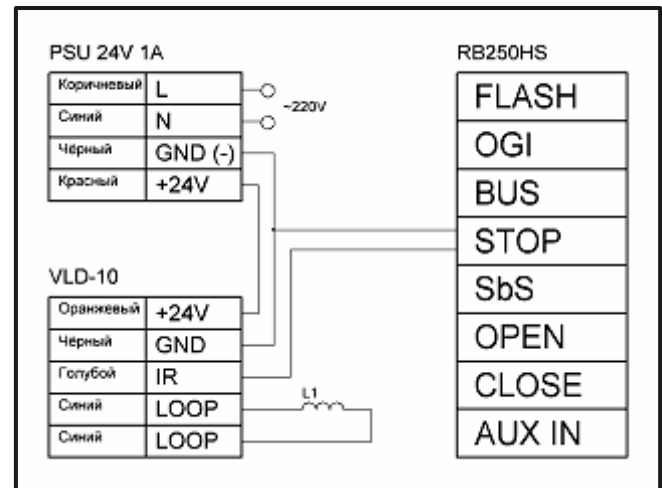 PSU 24V 1A
Коричневый L
Синий N
Чёрный GND (-)
Красный +24V
~220V
VLD-10
Оранжевый +24V
Чёрный GND
Голубой IR
Синий LOOP
Синий LOOP
L1
RB250HS
FLASH
OGI
BUS
STOP
SbS
OPEN
CLOSE
AUX IN